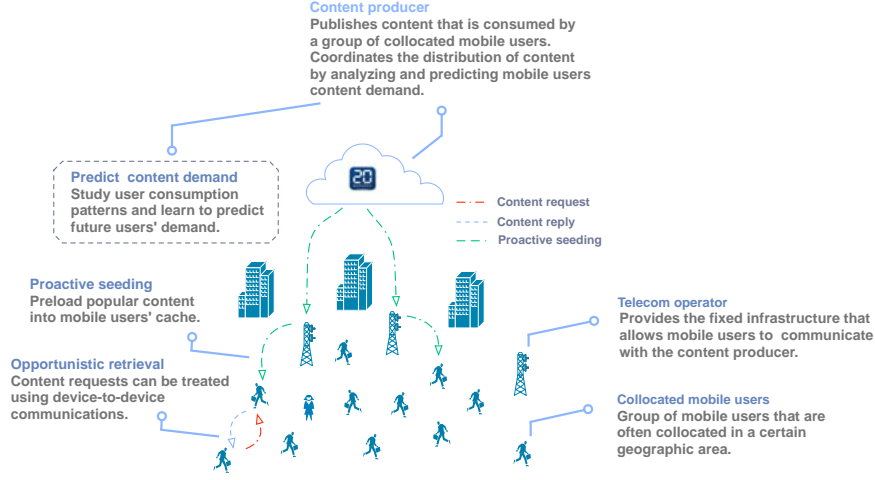 Content producer
Publishes content that is consumed by
a group of collocated mobile users.
Coordinates the distribution of content
by analyzing and predicting mobile users
content demand.
Predict content demand
Study user consumption
patterns and learn to predict
future users' demand.
20
Content request
Content reply
Proactive seeding
Proactive seeding
Preload popular content
into mobile users' cache.
Telecom operator
Provides the fixed infrastructure that
allows mobile users to communicate
with the content producer.
Opportunistic retrieval
Content requests can be treated
using device-to-device
communications.
Collocated mobile users
Group of mobile users that are
often collocated in a certain
geographic area.